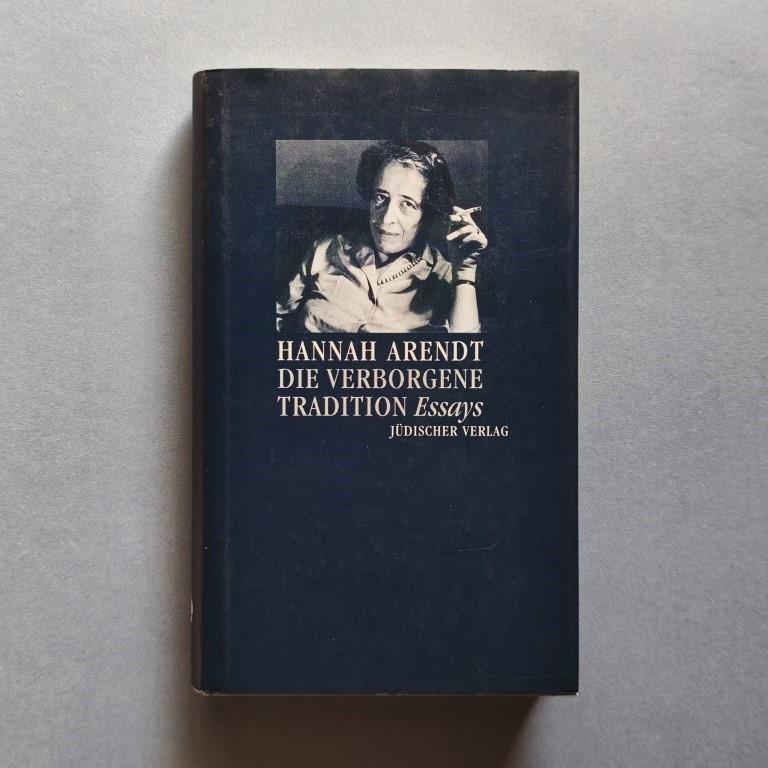 HANNAH ARENDT
DIE VERBORGENE
TRADITION Essays
JÜDISCHER VERLAG